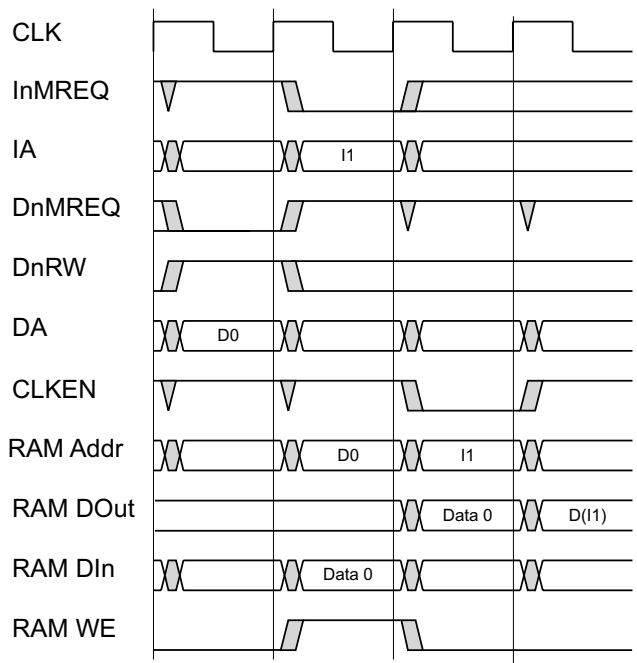 CLK
InMREQ
IA I1
DnMREQ
DnRW
DA D0
CLKEN
RAM Addr D0 I1
RAM DOut Data 0 D(I1)
RAM DIn Data 0
RAM WE